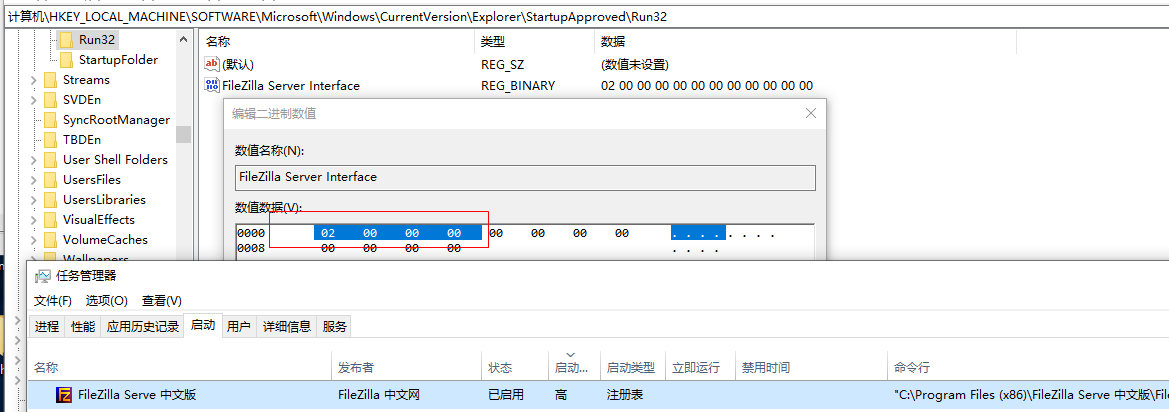 计算机\HKEY_LOCAL_MACHINE\SOFTWARE\Microsoft\Windows\CurrentVersion\Explorer\StartupApproved\Run32
Run32
StartupFolder
Streams
SVDEn
SyncRootManager
TBDEn
User Shell Folders
UsersFiles
UsersLibraries
VisualEffects
VolumeCaches
Wallpapers
名称 类型 数据
ab (默认) REG_SZ (数值未设置)
FileZilla Server Interface REG_BINARY 02 00 00 00 00 00 00 00 00 00 00 00
编辑二进制数值
数值名称(N):
FileZilla Server Interface
数值数据(V):
0000 02 00 00 00 00 00 00 00 . . . . . . . .
0008 00 00 00 00 . . . .
任务管理器
文件(F) 选项(O) 查看(V)
进程 性能 应用历史记录 启动 用户 详细信息 服务
名称 发布者 状态 启动... 启动类型 立即运行 禁用时间 命令行
FileZilla Serve 中文版 FileZilla 中文网 已启用 高 注册表 "C:\Program Files (x86)\FileZilla Serve 中文版\File